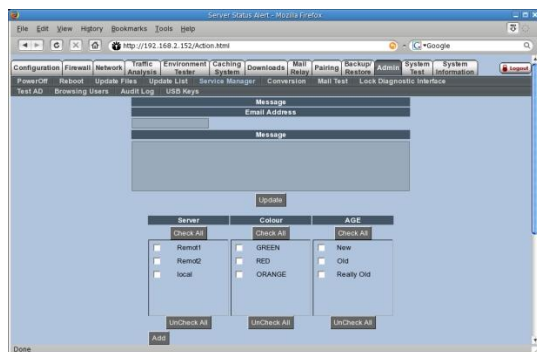 Server Status Alert - Mozilla Firefox
File Edit View History Bookmarks Tools Help
http://192.168.2.152/Action.html
Google
Configuration Firewall Network Traffic Analysis Environment Tester Caching System Downloads Mail Relay Pairing Backup/Restore Admin System Test System Information Logout
PowerOff Reboot Update Files Update List Service Manager Conversion Mail Test Lock Diagnostic Interface
Test AD Browsing Users Audit Log USB Keys
Message
Email Address
Message
Update
Server Colour AGE
Check All Check All Check All
Remot1 GREEN New
Remot2 RED Old
local ORANGE Really Old
UnCheck All UnCheck All UnCheck All
Add
Done